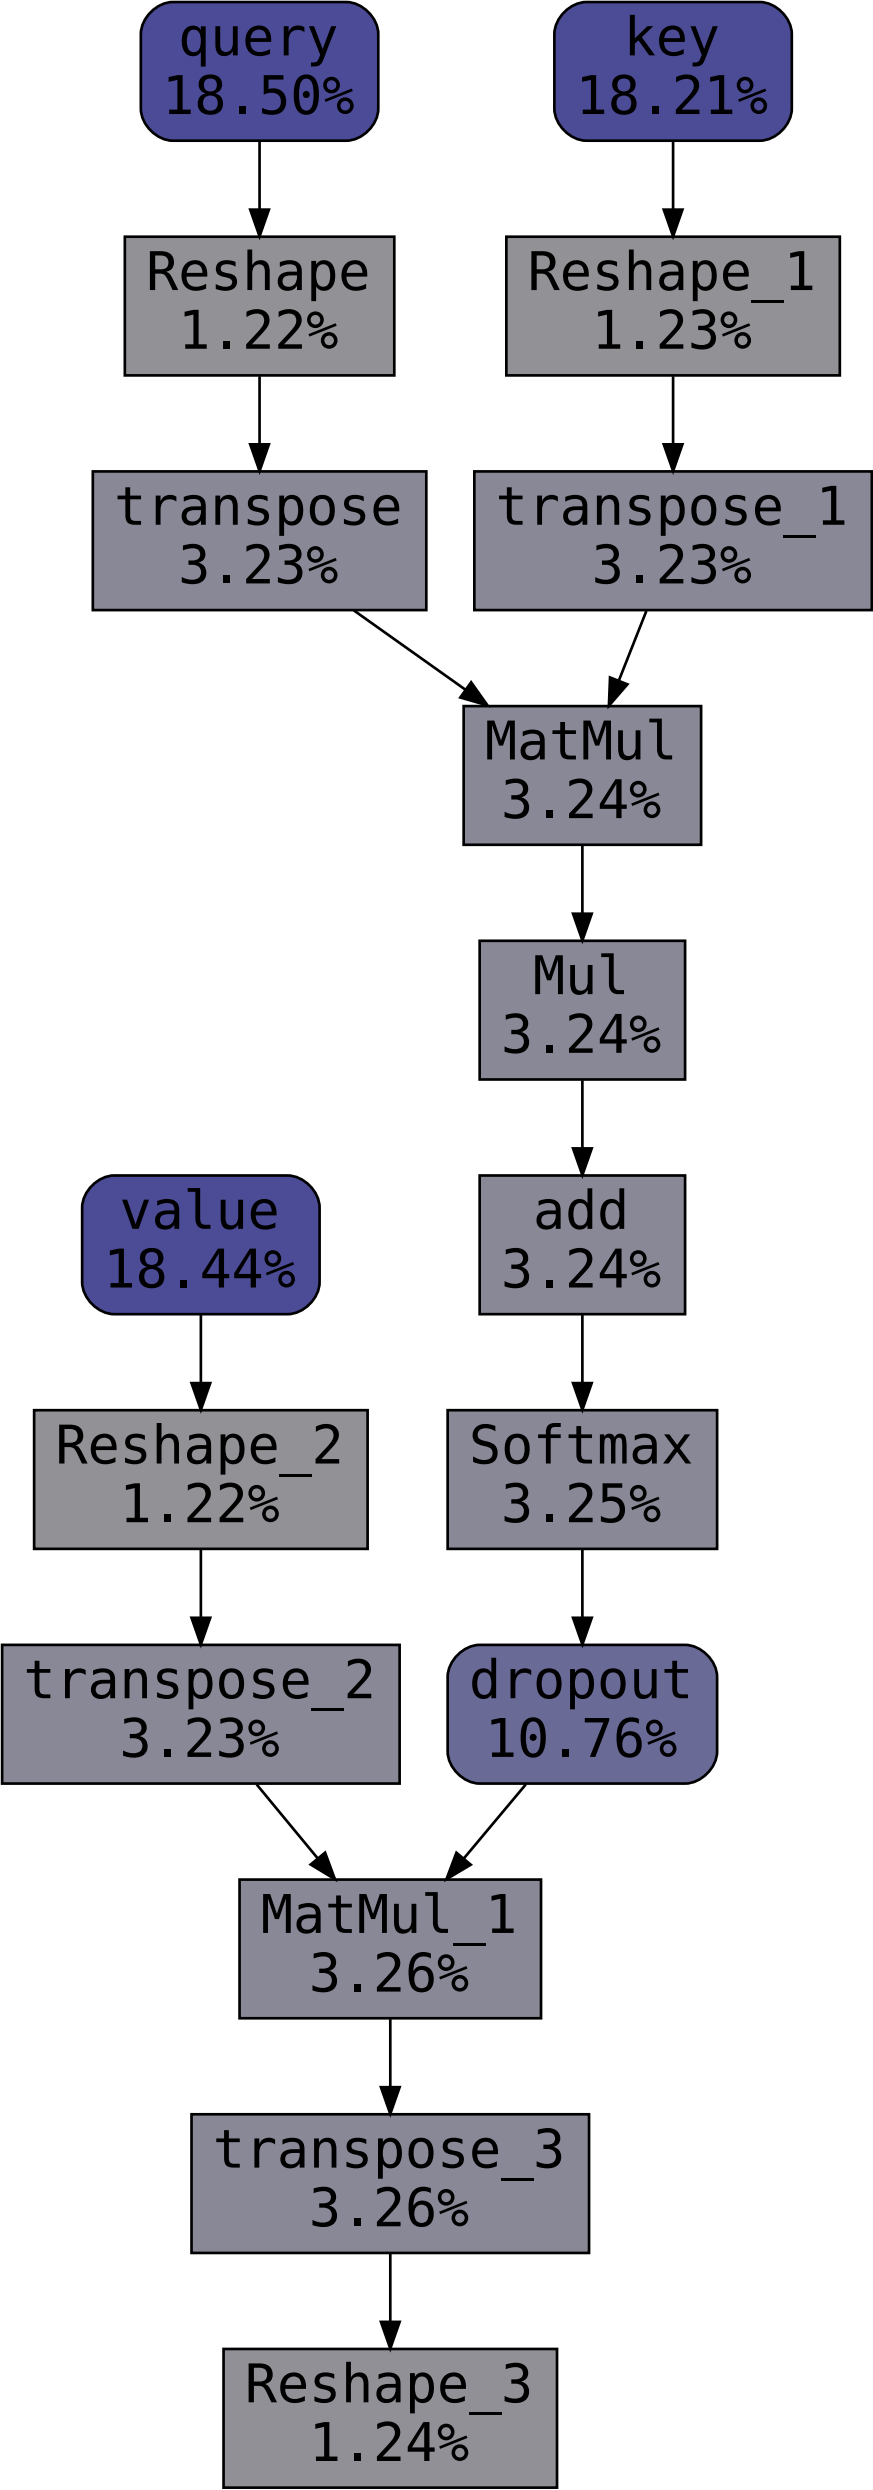 query
18.50%
key
18.21%
Reshape
1.22%
Reshape_1
1.23%
transpose
3.23%
transpose_1
3.23%
MatMul
3.24%
Mul
3.24%
value
18.44%
add
3.24%
Reshape_2
1.22%
Softmax
3.25%
transpose_2
3.23%
dropout
10.76%
MatMul_1
3.26%
transpose_3
3.26%
Reshape_3
1.24%